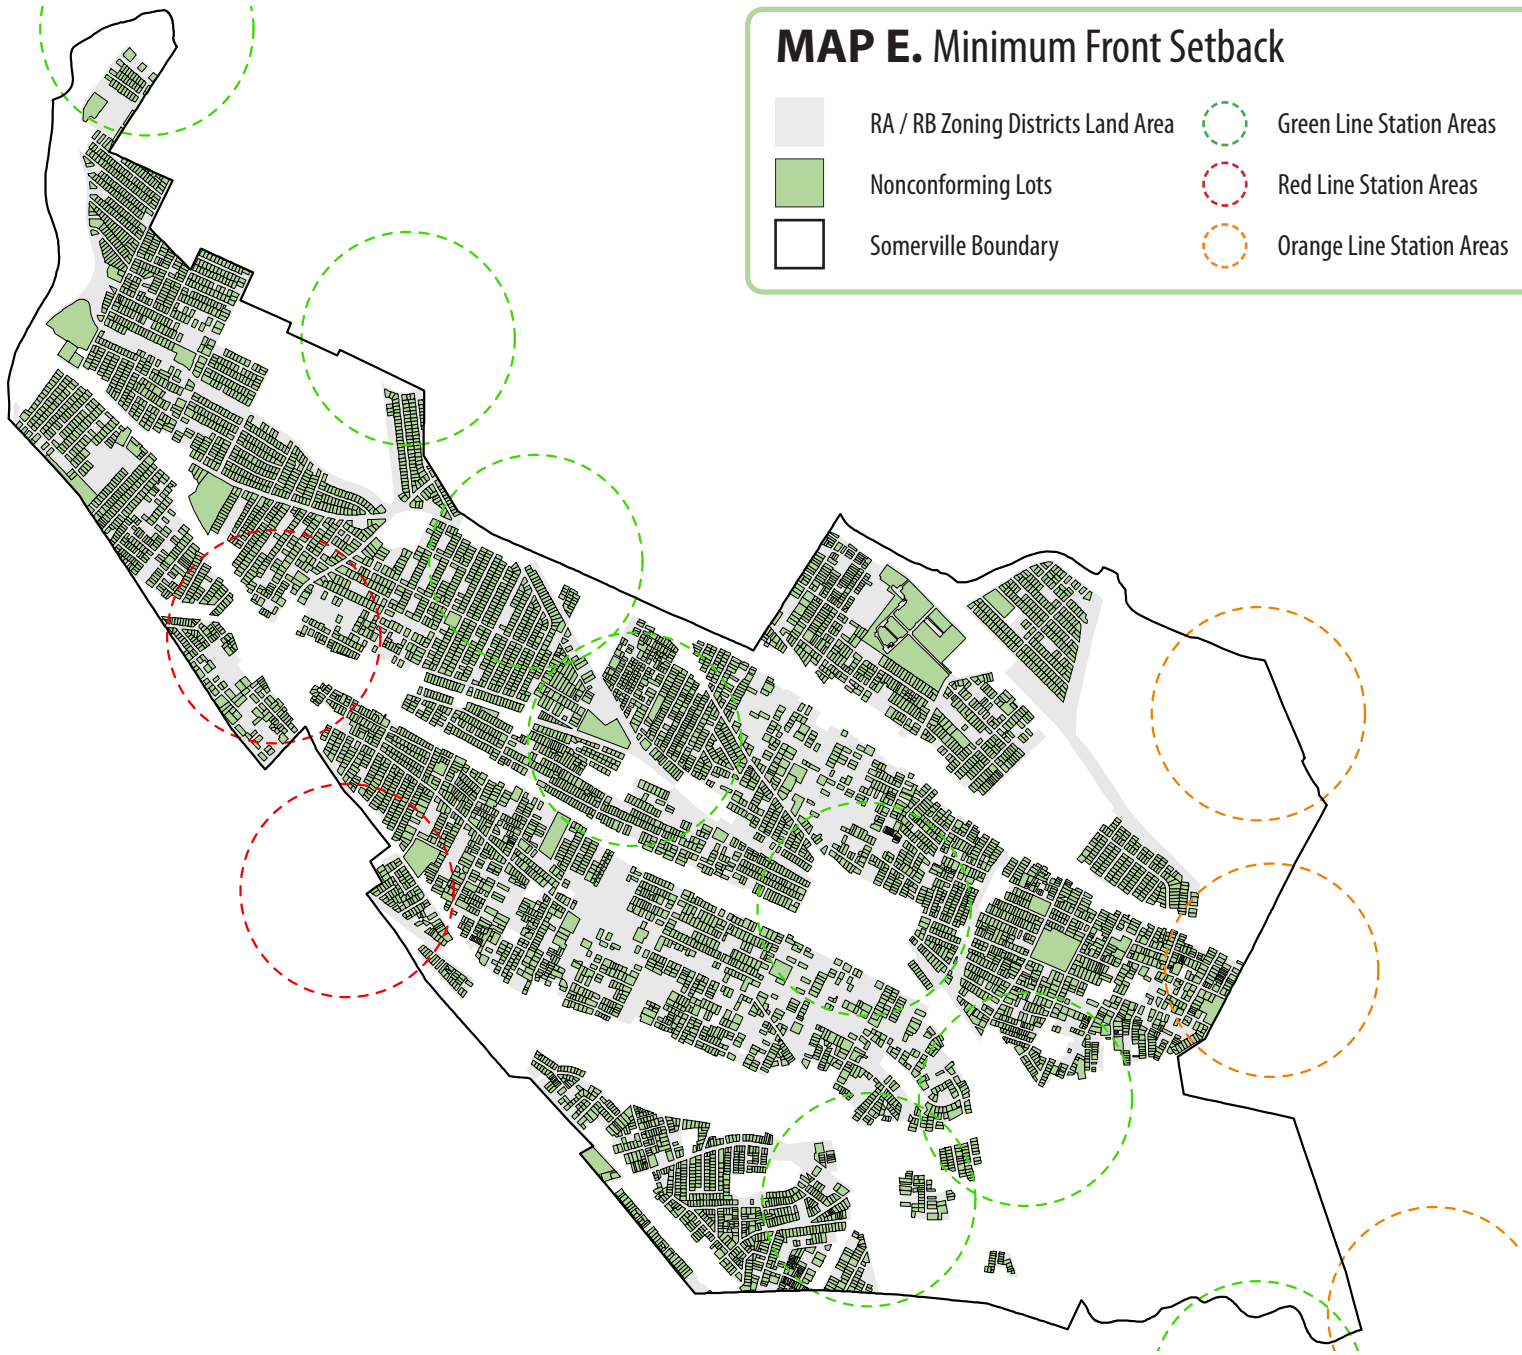 MAP E. Minimum Front Setback
RA / RB Zoning Districts Land Area
Green Line Station Areas
Nonconforming Lots
Red Line Station Areas
Somerville Boundary
Orange Line Station Areas